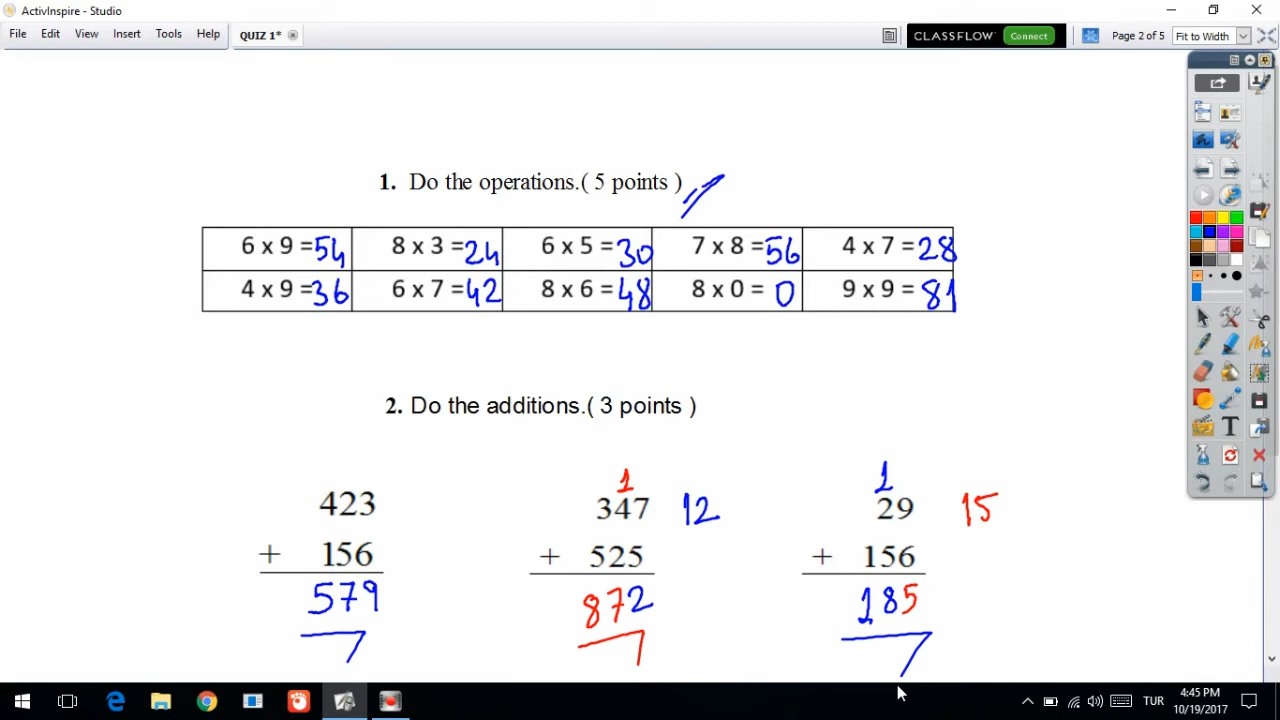 ActivInspire - Studio
File Edit View Insert Tools Help QUIZ 1* CLASSFLOW Connect Page 2 of 5 Fit to Width
1. Do the operations.( 5 points )
6 x 9 =54 8 x 3 =24 6 x 5 =30 7 x 8 =56 4 x 7 =28
4 x 9 =36 6 x 7 =42 8 x 6 =48 8 x 0 = 0 9 x 9 = 81
2. Do the additions.( 3 points )
1 1
423 347 12 29 15
+ 156 + 525 + 156
579 872 185
TUR 4:45 PM
10/19/2017